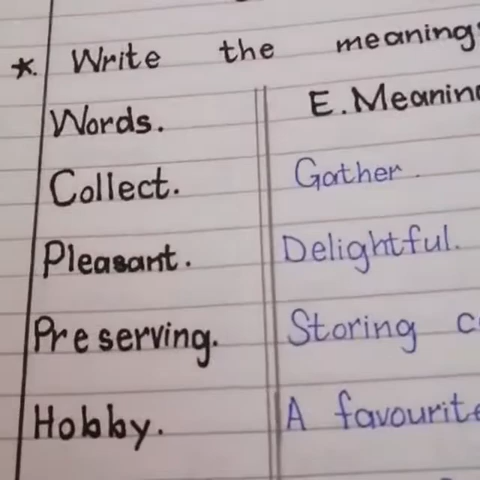 *. Write the meaning
Words. E. Meanin
Collect. Gather.
Pleasant. Delightful.
Preserving. Storing
Hobby. A favourite